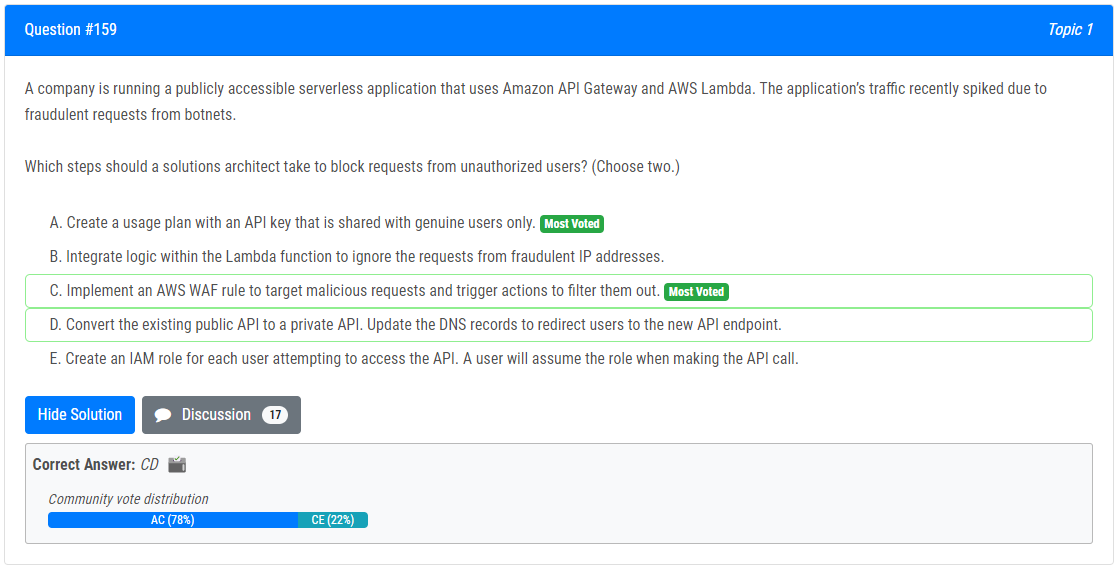 Question #159
Topic 1
A company is running a publicly accessible serverless application that uses Amazon API Gateway and AWS Lambda. The application's traffic recently spiked due to
fraudulent requests from botnets.
Which steps should a solutions architect take to block requests from unauthorized users? (Choose two.)
A. Create a usage plan with an API key that is shared with genuine users only. Most Voted
B. Integrate logic within the Lambda function to ignore the requests from fraudulent IP addresses.
C. Implement an AWS WAF rule to target malicious requests and trigger actions to filter them out. Most Voted
D. Convert the existing public API to a private API. Update the DNS records to redirect users to the new API endpoint.
E. Create an IAM role for each user attempting to access the API. A user will assume the role when making the API call.
Hide Solution
Discussion 17
Correct Answer: CD
Community vote distribution
AC (78%)
CE (22%)